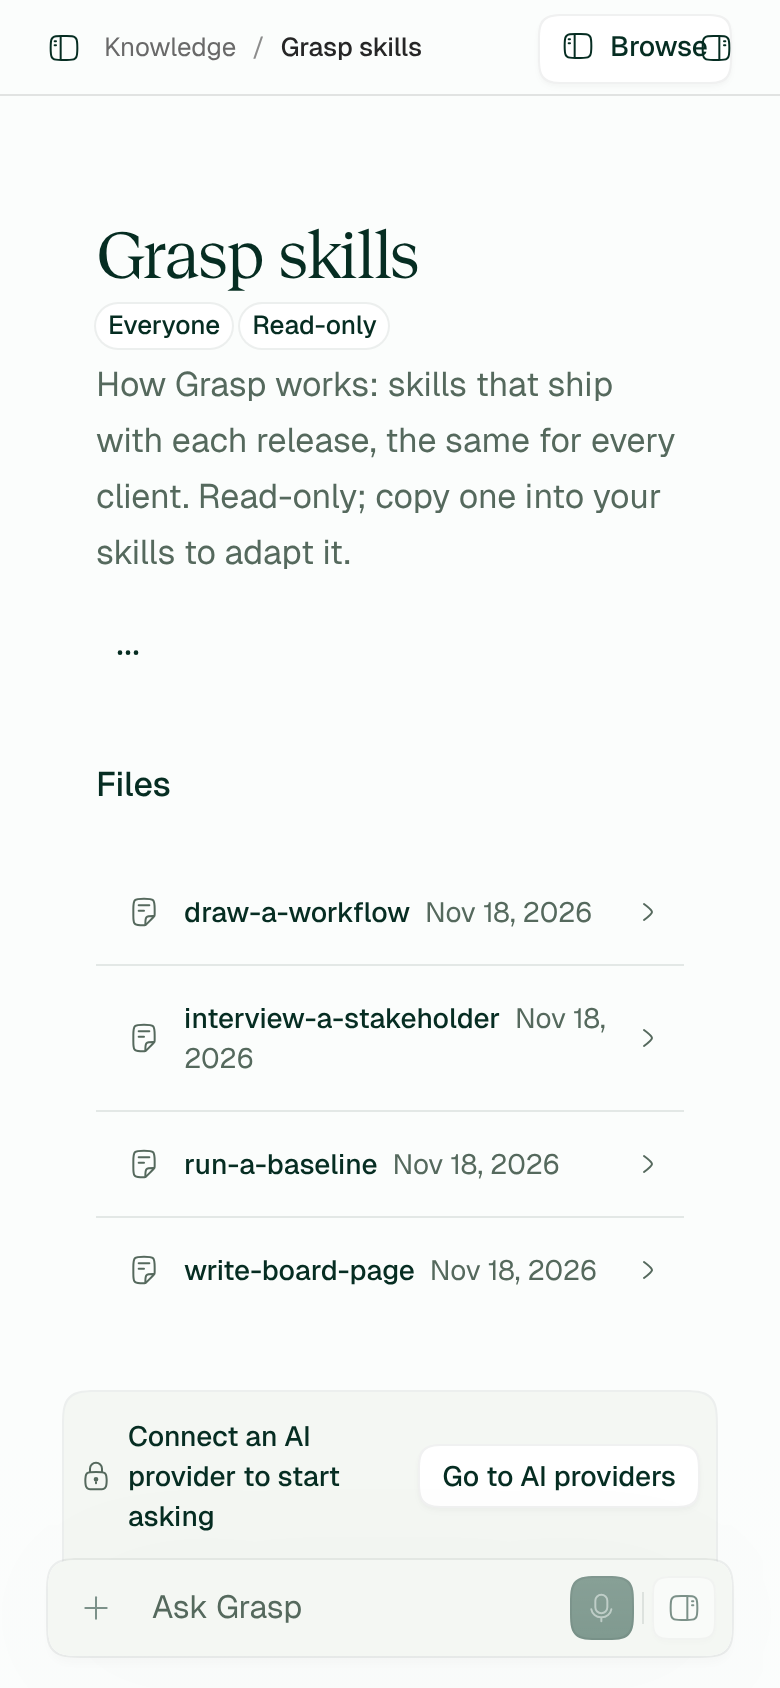 Knowledge / Grasp skills
Browse
Grasp skills
Everyone
Read-only
How Grasp works: skills that ship
with each release, the same for every
client. Read-only; copy one into your
skills to adapt it.
...
Files
draw-a-workflow Nov 18, 2026
interview-a-stakeholder Nov 18,
2026
run-a-baseline Nov 18, 2026
write-board-page Nov 18, 2026
Connect an AI
provider to start
asking
Go to AI providers
Ask Grasp